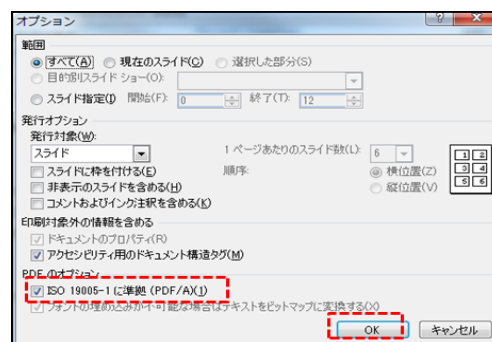 オプション
範囲
すべて(A) 現在のスライド(C) 選択した部分(S)
目的別スライド ショー(O):
スライド指定(I) 開始(F): 0 終了(T): 12
発行オプション
発行対象(W):
スライド 1 ページあたりのスライド数(L): 6
スライドに枠を付ける(E) 順序: 横位置(Z)
非表示のスライドを含める(H) 縦位置(V)
コメントおよびインク注釈を含める(K)
1 2
3 4
5 6
印刷対象外の情報を含める
ドキュメントのプロパティ(R)
アクセシビリティ用のドキュメント構造タグ(M)
PDF のオプション
ISO 19005-1 に準拠 (PDF/A)(1)
フォントの埋め込みが不可能な場合はテキストをビットマップに変換する(X)
OK キャンセル